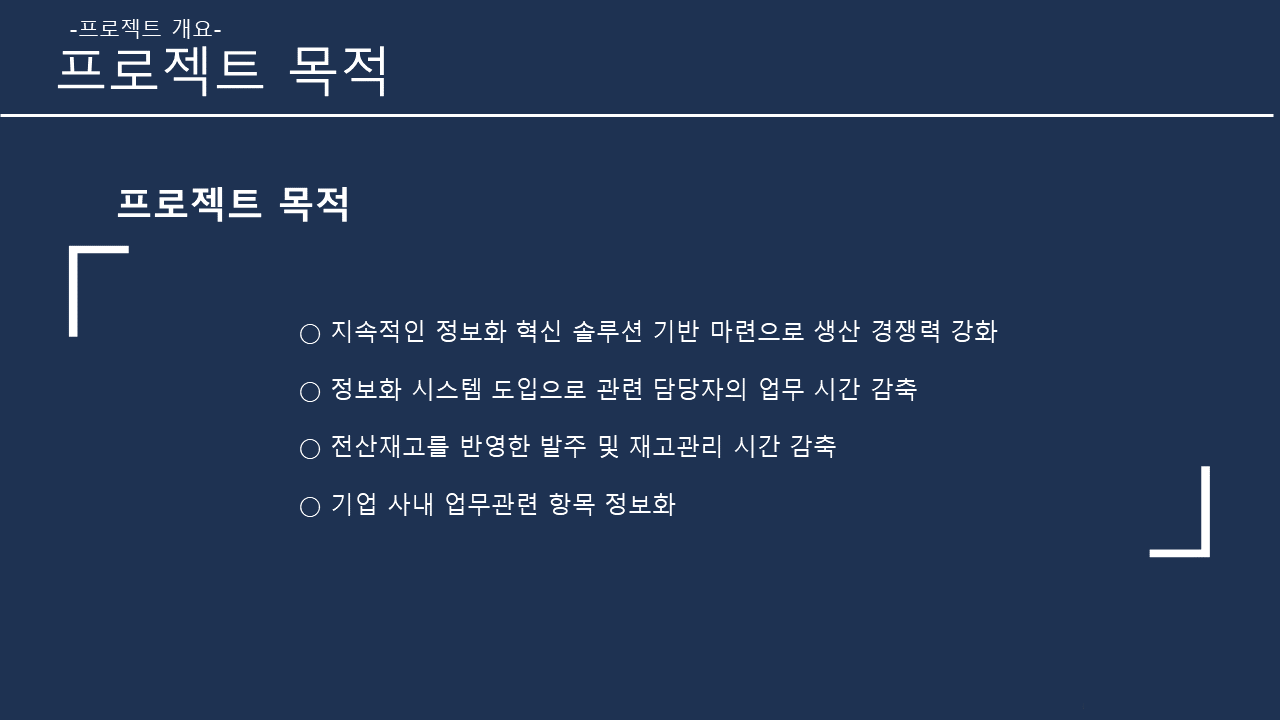 -프로젝트 개요-
프로젝트 목적
프로젝트 목적
○ 지속적인 정보화 혁신 솔루션 기반 마련으로 생산 경쟁력 강화
○ 정보화 시스템 도입으로 관련 담당자의 업무 시간 감축
○ 전산재고를 반영한 발주 및 재고관리 시간 감축
○ 기업 사내 업무관련 항목 정보화